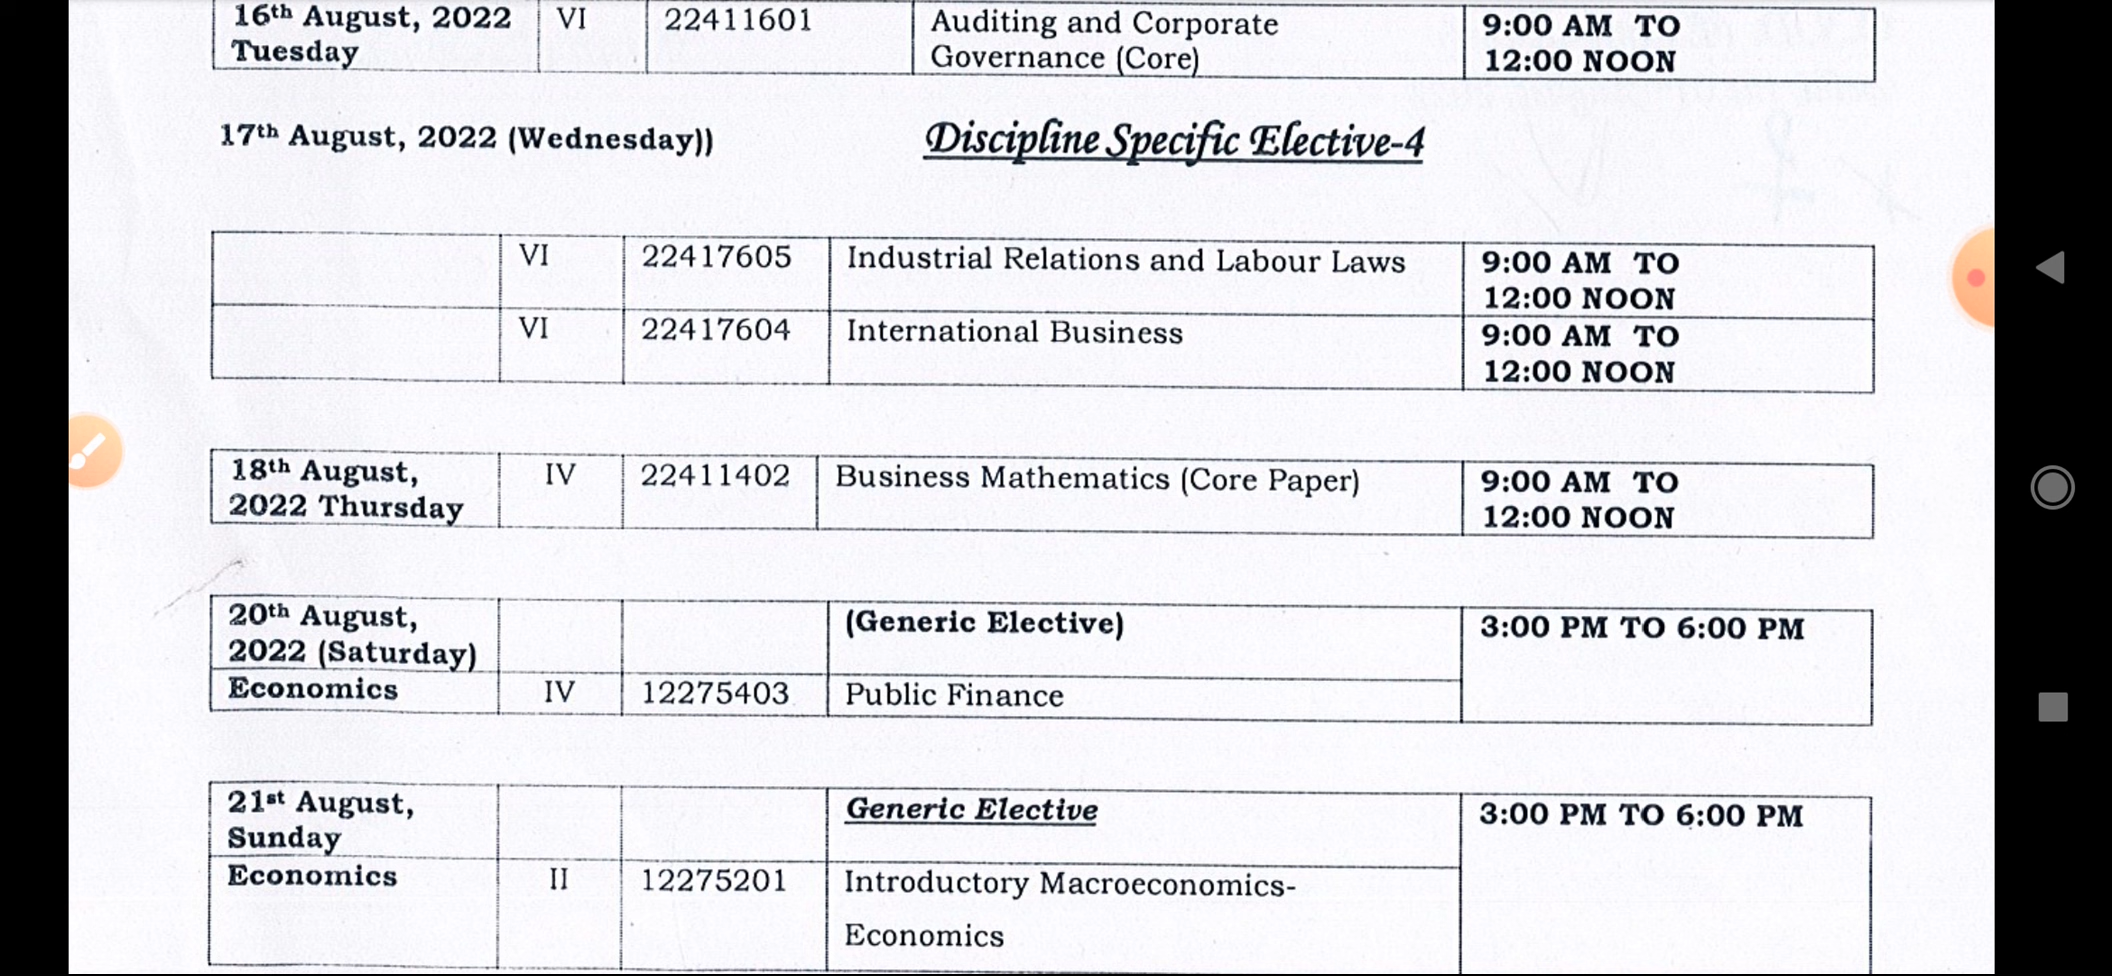 16th August, 2022 VI 22411601 Auditing and Corporate 9:00 AM TO
Tuesday Governance (Core) 12:00 NOON
17th August, 2022 (Wednesday)) Discipline Specific Elective-4
VI 22417605 Industrial Relations and Labour Laws 9:00 AM TO
12:00 NOON
VI 22417604 International Business 9:00 AM TO
12:00 NOON
18th August, IV 22411402 Business Mathematics (Core Paper) 9:00 AM TO
2022 Thursday 12:00 NOON
20th August, (Generic Elective) 3:00 PM TO 6:00 PM
2022 (Saturday)
Economics IV 12275403 Public Finance
21st August, Generic Elective 3:00 PM TO 6:00 PM
Sunday
Economics II 12275201 Introductory Macroeconomics-
Economics